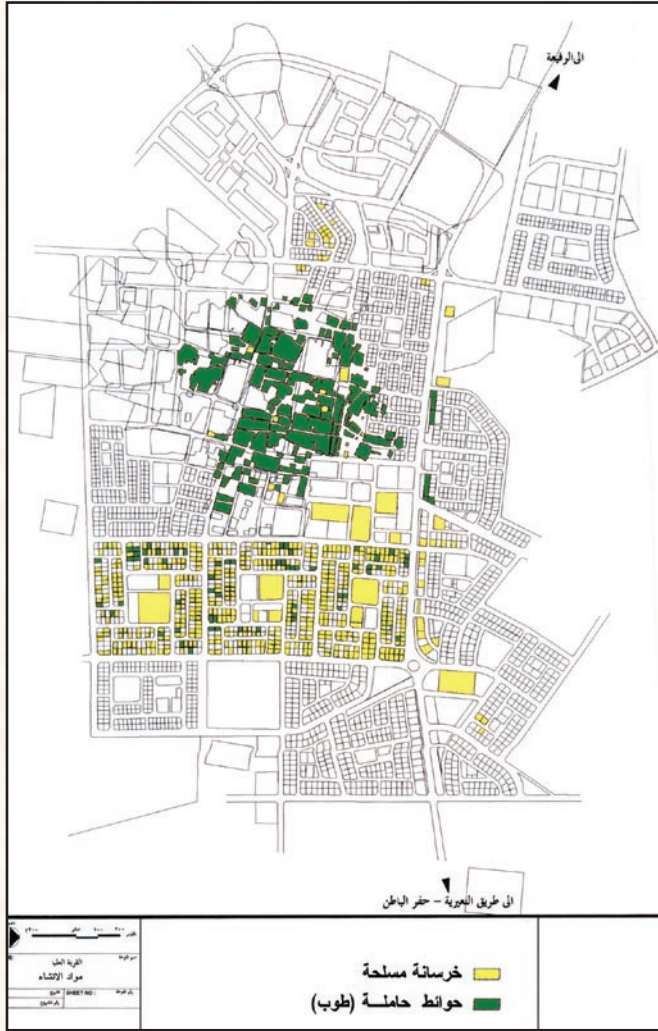 الى الرفيعة
الى طريق النعيرية - حفر الباطن
خرسانة مسلحة
حوائط حاملة (طوب)
القرية العليا
مواد الانشاء
SHEET NO :